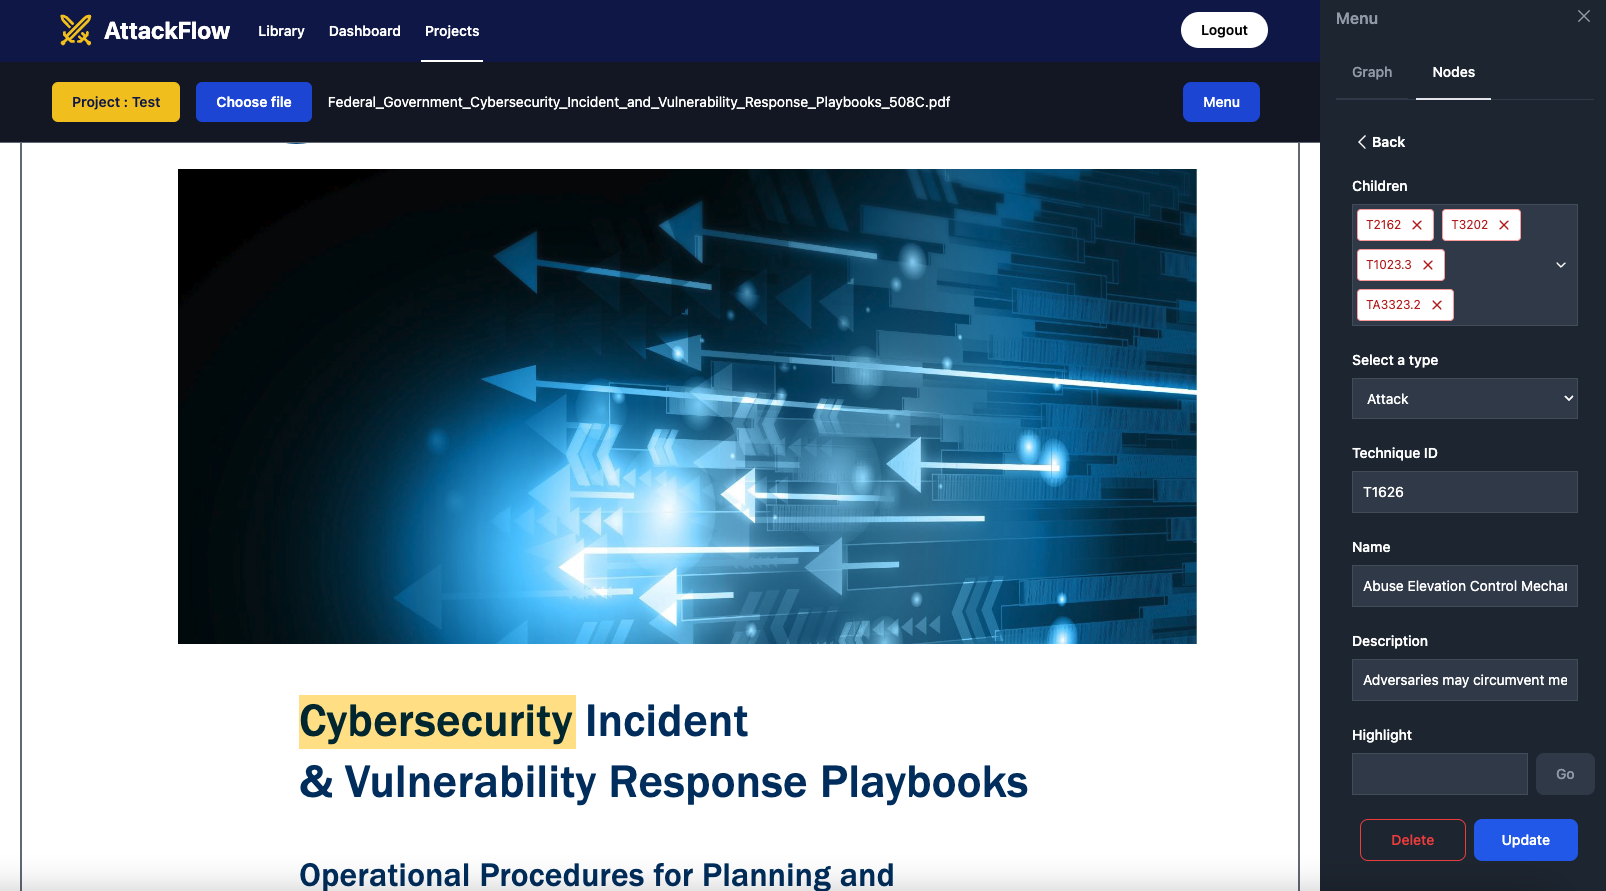 AttackFlow
Library Dashboard Projects
Logout
Project : Test
Choose file
Federal_Government_Cybersecurity_Incident_and_Vulnerability_Response_Playbooks_508C.pdf
Menu
Cybersecurity Incident
& Vulnerability Response Playbooks
Operational Procedures for Planning and
Menu
Graph Nodes
Back
Children
T2162 T3202
T1023.3
TA3323.2
Select a type
Attack
Technique ID
T1626
Name
Abuse Elevation Control Mechar
Description
Adversaries may circumvent me
Highlight
Go
Delete Update